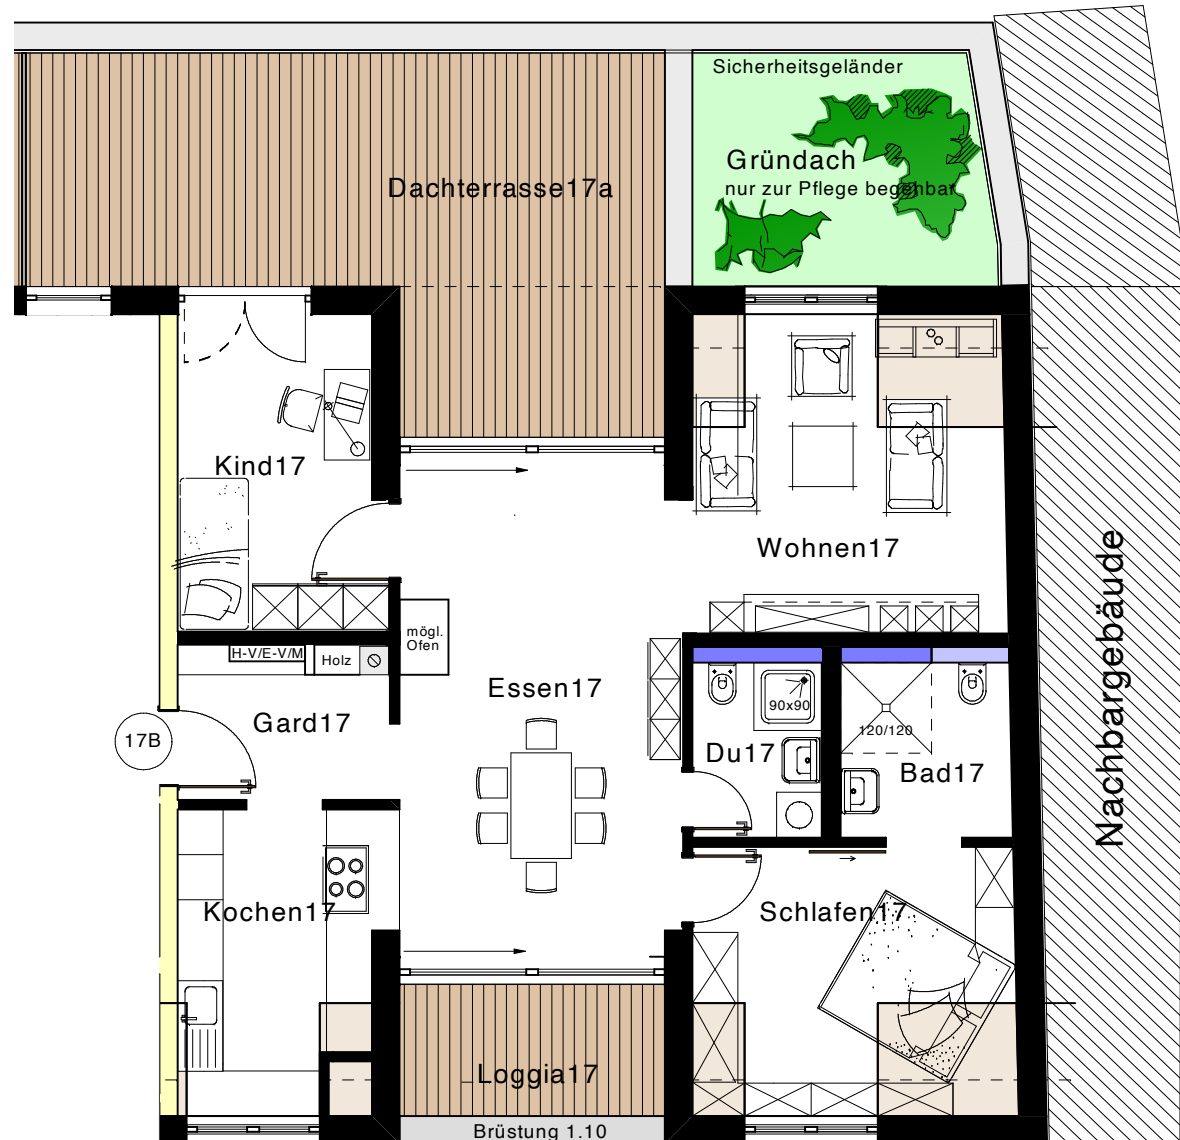 Sicherheitsgeländer
Gründach
nur zur Pflege begehbar
Dachterrasse17a
Kind17
Wohnen17
mögl.
Ofen
H-V/E-V/M
Holz
Essen17
Gard17
17B
90x90
120/120
Du17
Bad17
Nachbargebäude
Kochen17
Schlafen17
Loggia17
Brüstung 1.10